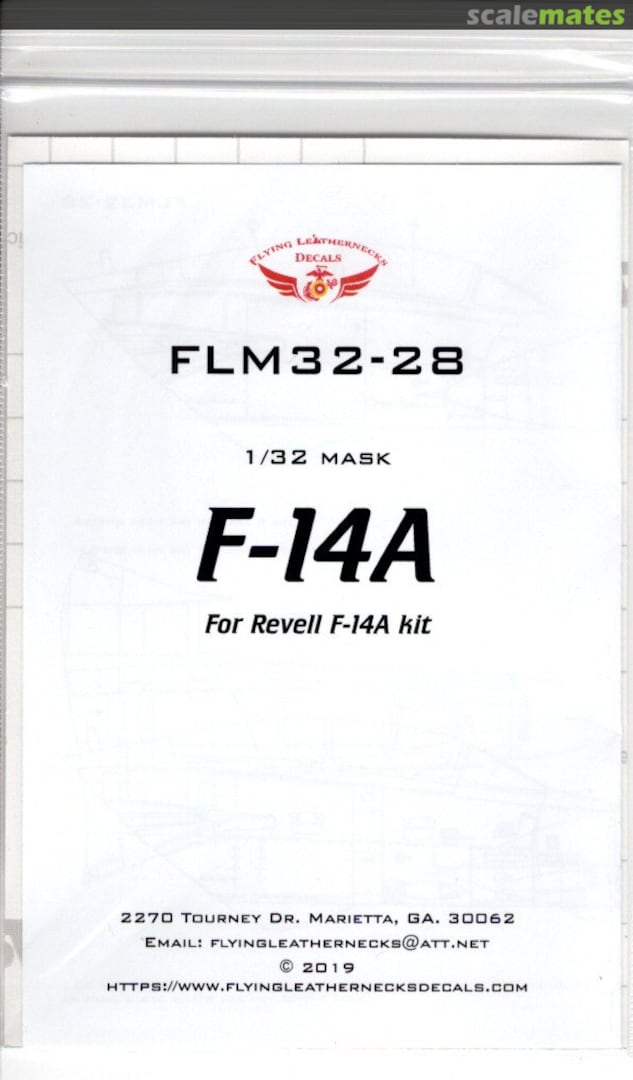 scalemates
FLYING LEATHERNECKS
DECALS
FLM32-28
1/32 MASK
F-14A
For Revell F-14A kit
2270 TOURNEY DR. MARIETTA, GA. 30062
EMAIL: FLYINGLEATHERNECKS@ATT.NET
© 2019
HTTPS://WWW.FLYINGLEATHERNECKSDECALS.COM